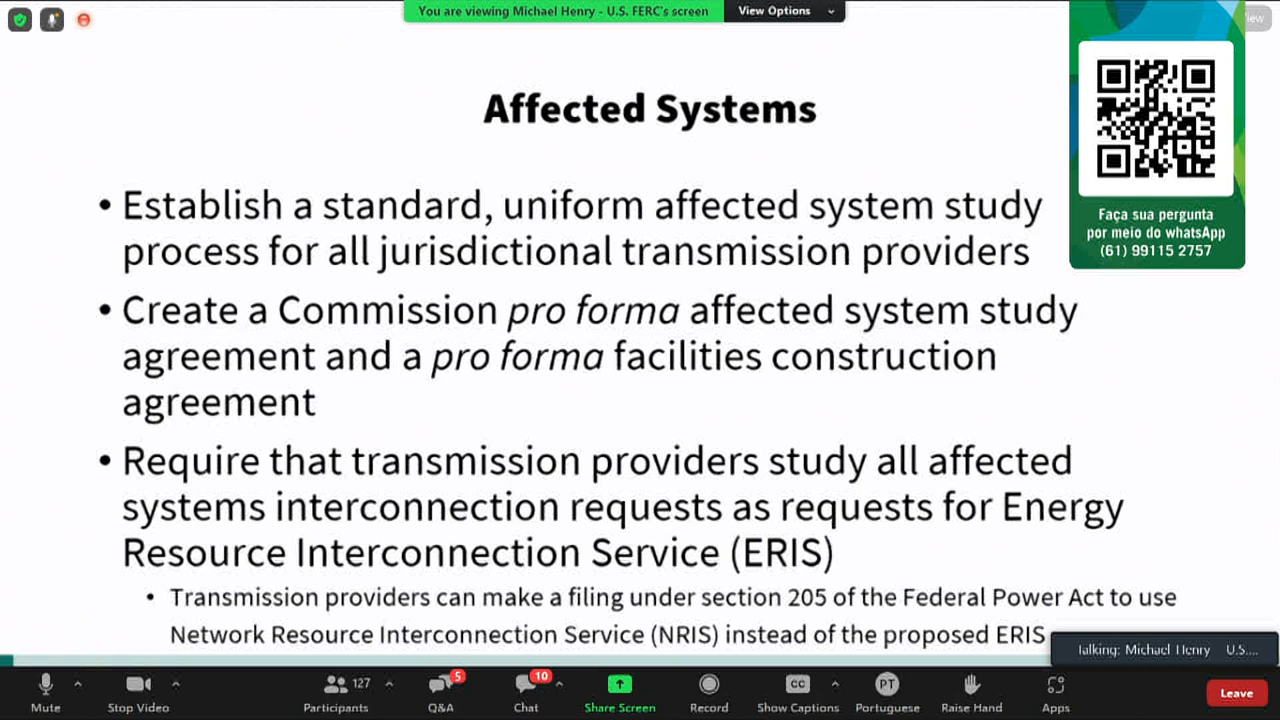 You are viewing Michael Henry - U.S. FERC's screen
View Options
Affected Systems
• Establish a standard, uniform affected system study
process for all jurisdictional transmission providers
• Create a Commission pro forma affected system study
agreement and a pro forma facilities construction
agreement
• Require that transmission providers study all affected
systems interconnection requests as requests for Energy
Resource Interconnection Service (ERIS)
• Transmission providers can make a filing under section 205 of the Federal Power Act to use
Network Resource Interconnection Service (NRIS) instead of the proposed ERIS
Faça sua pergunta
por meio do whatsApp
(61) 99115 2757
Talking: Michael Henry U.S....
Mute
Stop Video
127
Participants
5
Q&A
10
Chat
Share Screen
Record
CC
Show Captions
PT
Portuguese
Raise Hand
Apps
Leave